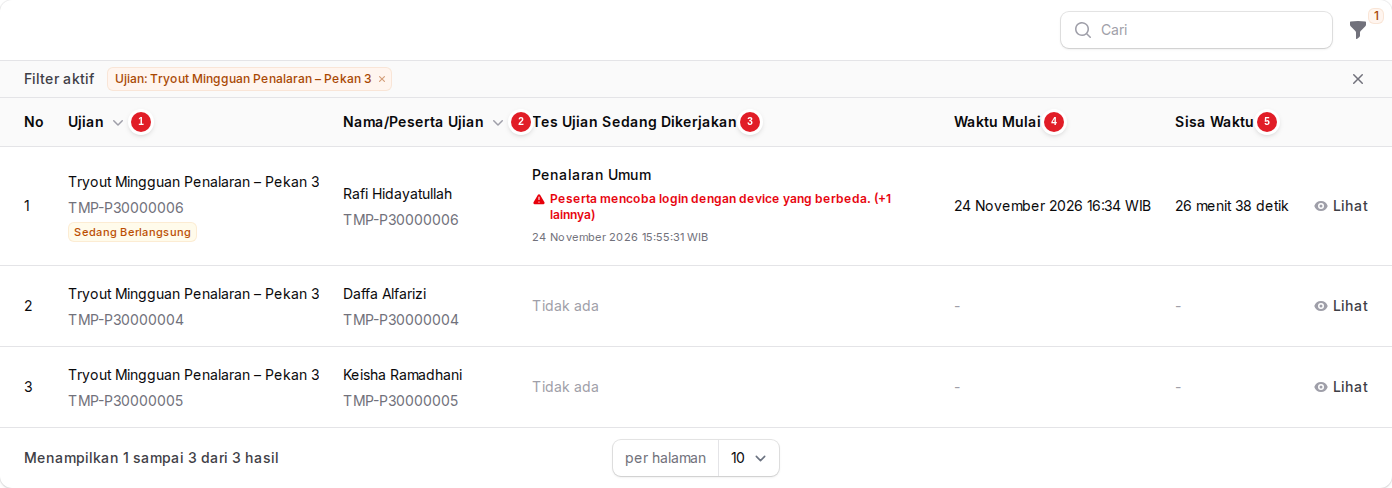 Cari
1
Filter aktif Ujian: Tryout Mingguan Penalaran – Pekan 3 ×
No Ujian 1 Nama/Peserta Ujian 2 Tes Ujian Sedang Dikerjakan 3 Waktu Mulai 4 Sisa Waktu 5
1
Tryout Mingguan Penalaran – Pekan 3
TMP-P30000006
Sedang Berlangsung
Rafi Hidayatullah
TMP-P30000006
Penalaran Umum
Peserta mencoba login dengan device yang berbeda. (+1
lainnya)
24 November 2026 15:55:31 WIB
24 November 2026 16:34 WIB
26 menit 38 detik
Lihat
2
Tryout Mingguan Penalaran – Pekan 3
TMP-P30000004
Daffa Alfarizi
TMP-P30000004
Tidak ada
-
-
Lihat
3
Tryout Mingguan Penalaran – Pekan 3
TMP-P30000005
Keisha Ramadhani
TMP-P30000005
Tidak ada
-
-
Lihat
Menampilkan 1 sampai 3 dari 3 hasil
per halaman 10